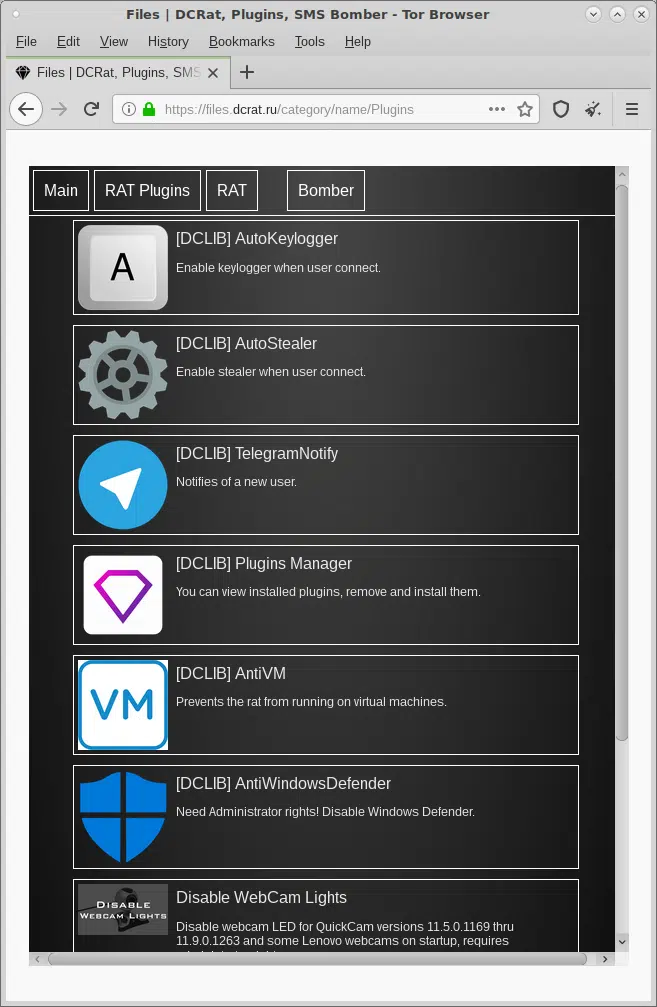 Files | DCRat, Plugins, SMS Bomber - Tor Browser
File Edit View History Bookmarks Tools Help
Files | DCRat, Plugins, SMS
https://files.dcrat.ru/category/name/Plugins
Main RAT Plugins RAT Bomber
A
[DCLIB] AutoKeylogger
Enable keylogger when user connect.
[DCLIB] AutoStealer
Enable stealer when user connect.
[DCLIB] TelegramNotify
Notifies of a new user.
[DCLIB] Plugins Manager
You can view installed plugins, remove and install them.
VM
[DCLIB] AntiVM
Prevents the rat from running on virtual machines.
[DCLIB] AntiWindowsDefender
Need Administrator rights! Disable Windows Defender.
Disable
Webcam Lights
Disable WebCam Lights
Disable webcam LED for QuickCam versions 11.5.0.1169 thru
11.9.0.1263 and some Lenovo webcams on startup, requires